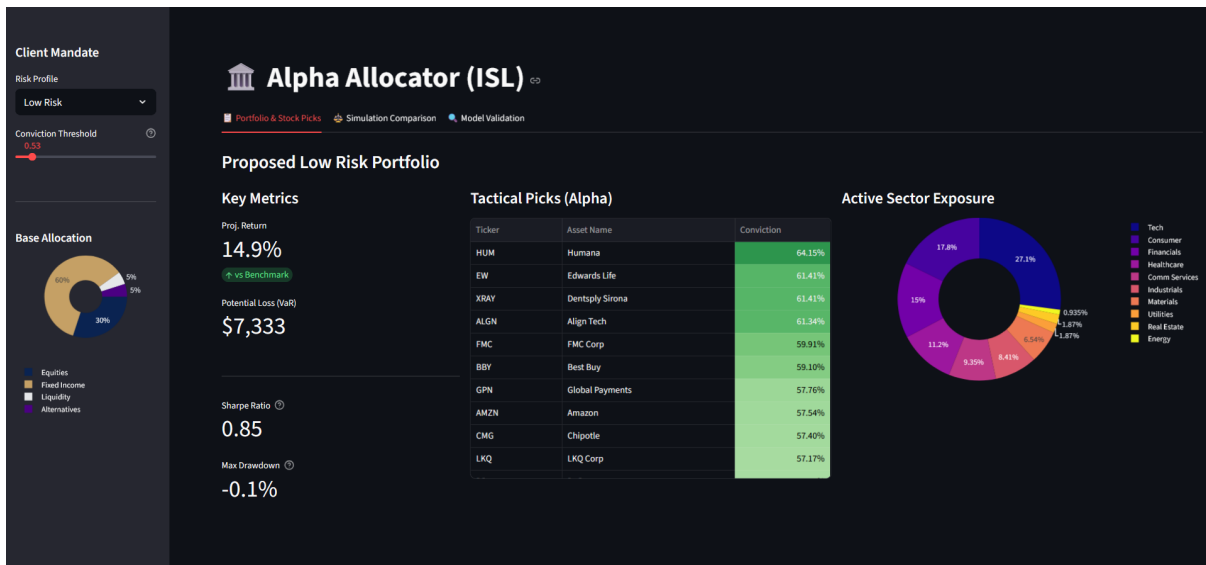 Client Mandate
Risk Profile
Low Risk
Conviction Threshold
0.53
Base Allocation
60%
5%
5%
30%
Equities
Fixed Income
Liquidity
Alternatives
Alpha Allocator (ISL)
Portfolio & Stock Picks
Simulation Comparison
Model Validation
Proposed Low Risk Portfolio
Key Metrics
Proj. Return
14.9%
↑ vs Benchmark
Potential Loss (VaR)
$7,333
Sharpe Ratio
0.85
Max Drawdown
-0.1%
Tactical Picks (Alpha)
Ticker Asset Name Conviction
HUM Humana 64.15%
EW Edwards Life 61.41%
XRAY Dentsply Sirona 61.41%
ALGN Align Tech 61.34%
FMC FMC Corp 59.91%
BBY Best Buy 59.10%
GPN Global Payments 57.76%
AMZN Amazon 57.54%
CMG Chipotle 57.40%
LKQ LKQ Corp 57.17%
Active Sector Exposure
17.8%
27.1%
15%
0.935%
1.87%
1.87%
6.54%
11.2%
8.41%
9.35%
Tech
Consumer
Financials
Healthcare
Comm Services
Industrials
Materials
Utilities
Real Estate
Energy